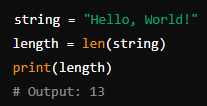 string = "Hello, World!"
length = len(string)
print(length)
# Output: 13